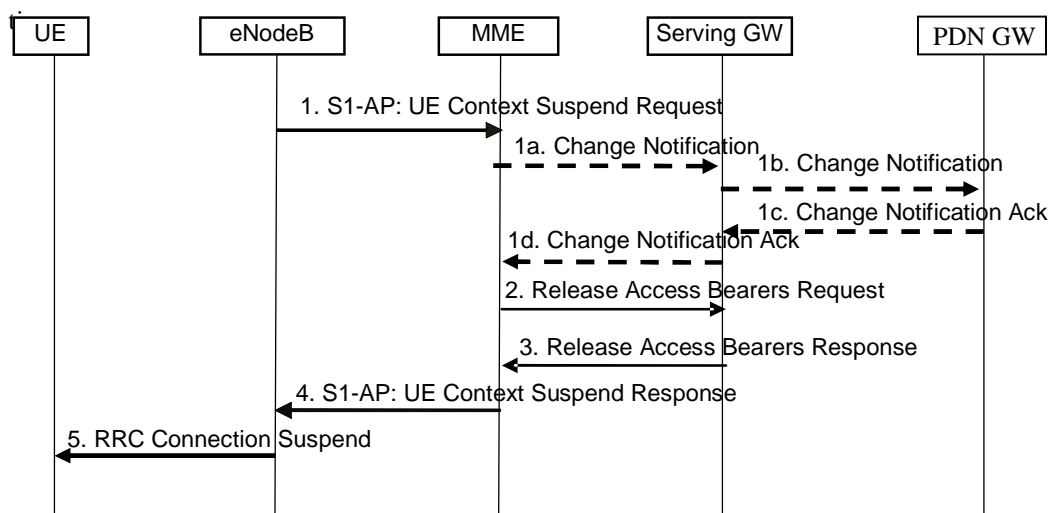 UE eNodeB MME Serving GW PDN GW
1. S1-AP: UE Context Suspend Request
1a. Change Notification
1b. Change Notification
1c. Change Notification Ack
1d. Change Notification Ack
2. Release Access Bearers Request
3. Release Access Bearers Response
4. S1-AP: UE Context Suspend Response
5. RRC Connection Suspend